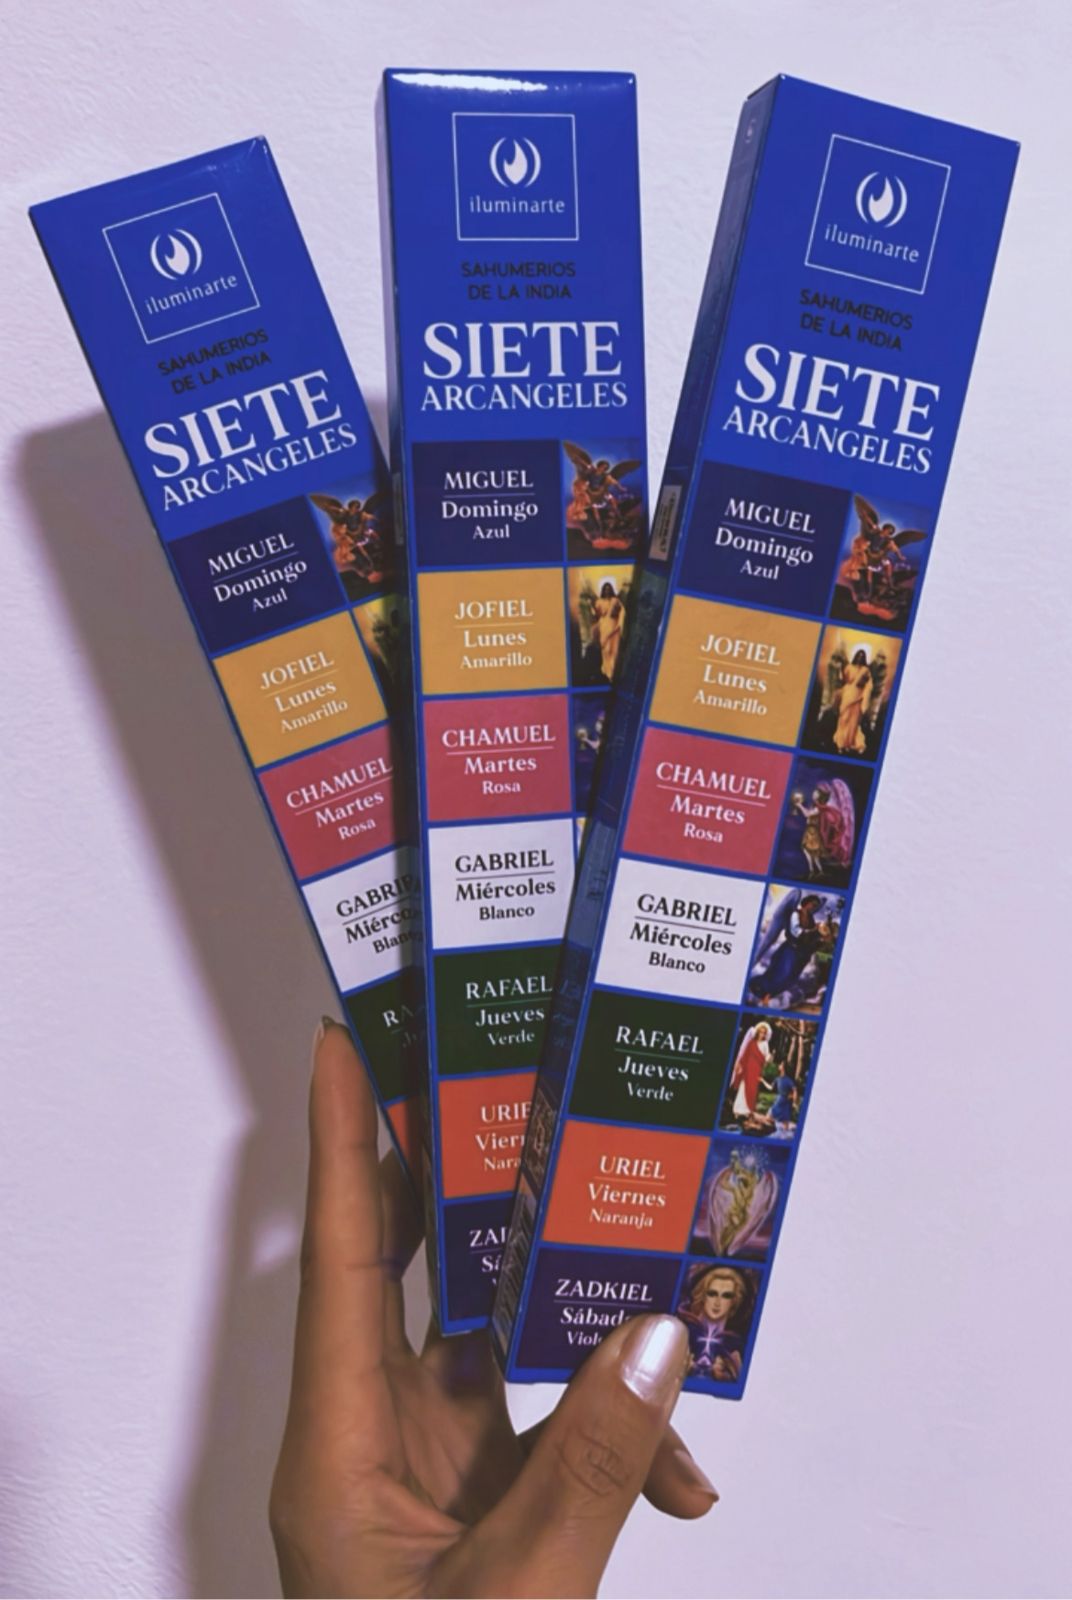 iluminarte
SAHUMERIOS
DE LA INDIA
SIETE
ARCANGELES
MIGUEL
Domingo
Azul
JOFIEL
Lunes
Amarillo
CHAMUEL
Martes
Rosa
iluminarte
SAHUMERIOS
DE LA INDIA
SIETE
ARCANGELES
MIGUEL
Domingo
Azul
JOFIEL
Lunes
Amarillo
CHAMUEL
Martes
Rosa
GABRIEL
Miércoles
Blanco
RAFAEL
Jueves
Verde
iluminarte
SAHUMERIOS
DE LA INDIA
SIETE
ARCANGELES
MIGUEL
Domingo
Azul
JOFIEL
Lunes
Amarillo
CHAMUEL
Martes
Rosa
GABRIEL
Miércoles
Blanco
RAFAEL
Jueves
Verde
URIEL
Viernes
Naranja
ZADKIEL